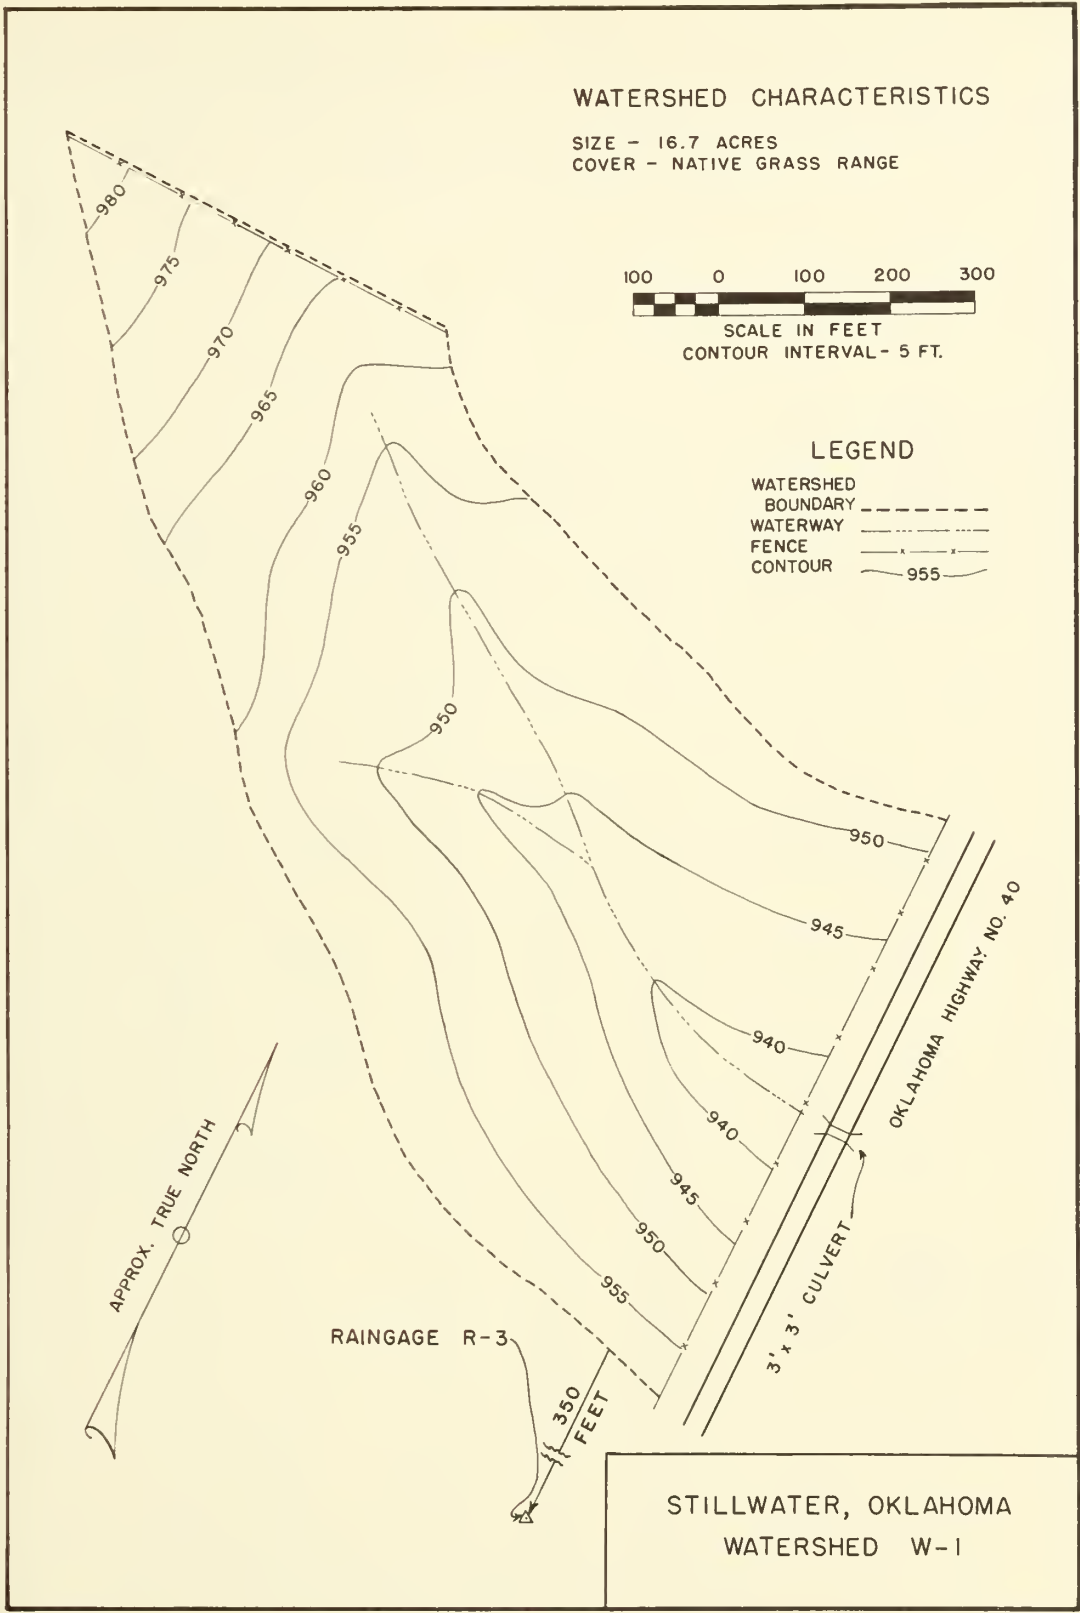 WATERSHED CHARACTERISTICS
SIZE - 16.7 ACRES
COVER - NATIVE GRASS RANGE
100 0 100 200 300
SCALE IN FEET
CONTOUR INTERVAL - 5 FT.
LEGEND
WATERSHED
BOUNDARY
WATERWAY
FENCE
CONTOUR 955
980
975
970
965
960
955
950
950
945
940
940
945
950
955
OKLAHOMA HIGHWAY NO. 40
3' x 3' CULVERT
APPROX. TRUE NORTH
RAINGAGE R-3
350
FEET
STILLWATER, OKLAHOMA
WATERSHED W-1